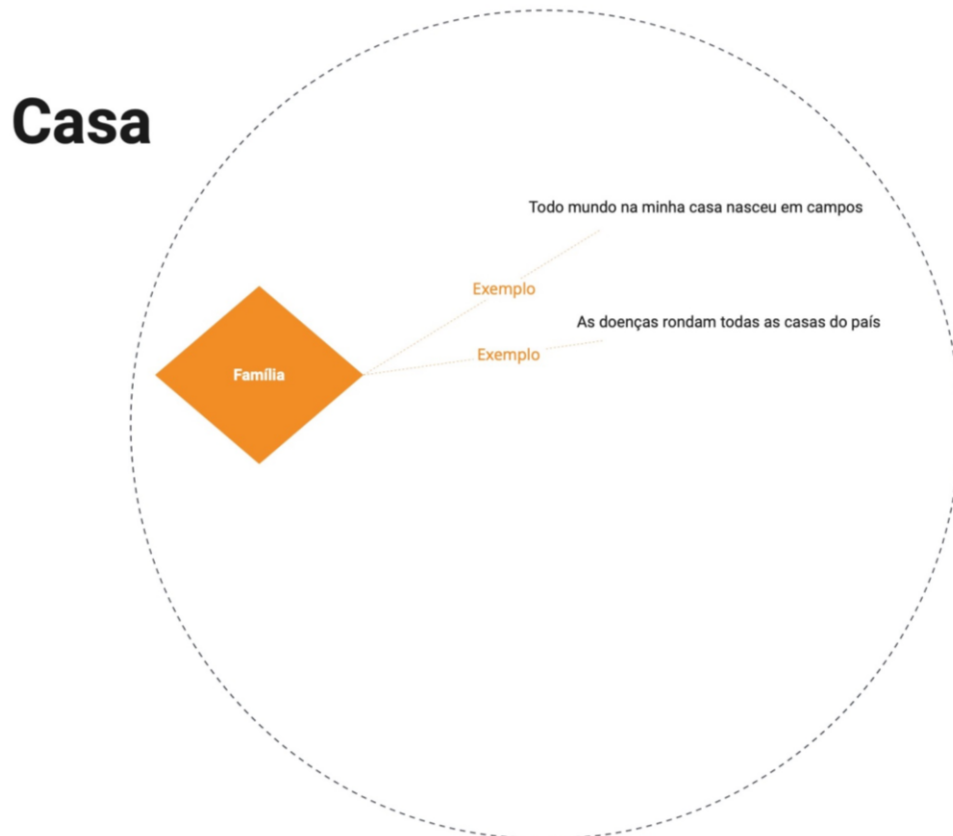 Casa
Todo mundo na minha casa nasceu em campos
Exemplo
As doenças rondam todas as casas do país
Exemplo
Família